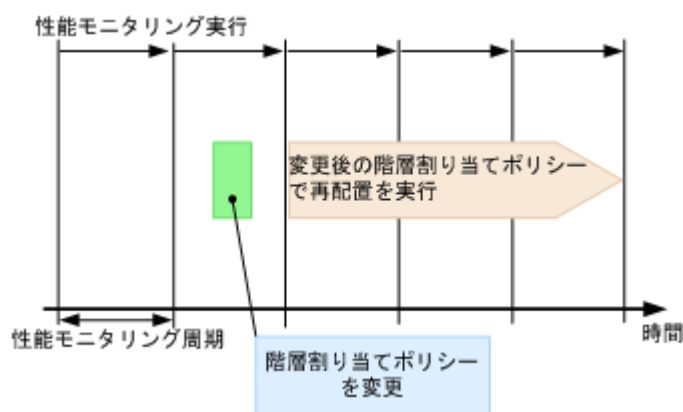 性能モニタリング実行
変更後の階層割り当てポリシー
で再配置を実行
時間
性能モニタリング周期
階層割り当てポリシー
を変更